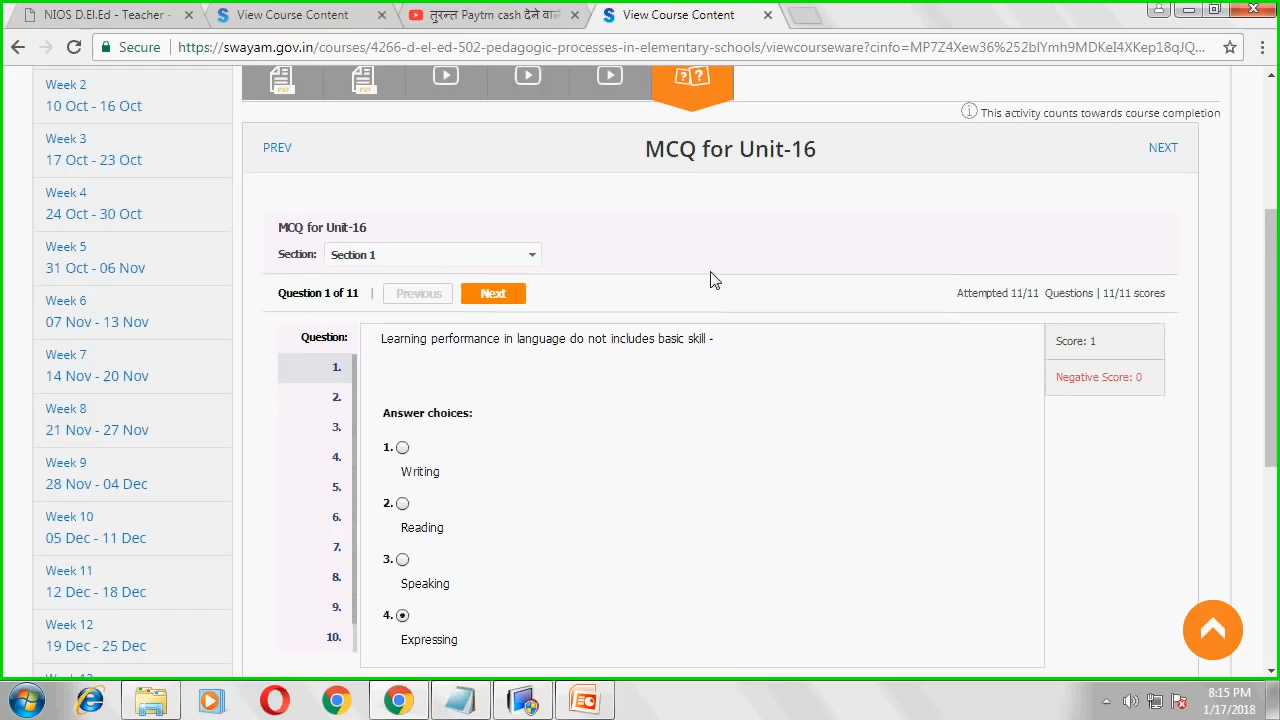 NIOS D.El.Ed - Teacher -
View Course Content
तुरन्त Paytm cash देने वा
View Course Content
Secure
https://swayam.gov.in/courses/4266-d-el-ed-502-pedagogic-processes-in-elementary-schools/viewcourseware?cinfo=MP7Z4Xew36%252blYmh9MDKeI4XKep18qJQ...
Week 2
10 Oct - 16 Oct
Week 3
17 Oct - 23 Oct
Week 4
24 Oct - 30 Oct
Week 5
31 Oct - 06 Nov
Week 6
07 Nov - 13 Nov
Week 7
14 Nov - 20 Nov
Week 8
21 Nov - 27 Nov
Week 9
28 Nov - 04 Dec
Week 10
05 Dec - 11 Dec
Week 11
12 Dec - 18 Dec
Week 12
19 Dec - 25 Dec
PDF
PDF
This activity counts towards course completion
PREV
MCQ for Unit-16
NEXT
MCQ for Unit-16
Section: Section 1
Question 1 of 11 | Previous Next
Attempted 11/11 Questions | 11/11 scores
Question:
1.
2.
3.
4.
5.
6.
7.
8.
9.
10.
Learning performance in language do not includes basic skill -
Answer choices:
1.
Writing
2.
Reading
3.
Speaking
4.
Expressing
Score: 1
Negative Score: 0
8:15 PM
1/17/2018